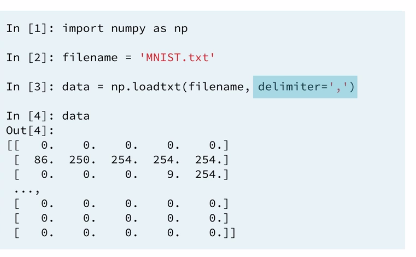 In [1]: import numpy as np
In [2]: filename = 'MNIST.txt'
In [3]: data = np.loadtxt(filename, delimiter=',')
In [4]: data
Out[4]:
[[ 0. 0. 0. 0. 0.]
[ 86. 250. 254. 254. 254.]
[ 0. 0. 0. 9. 254.]
...,
[ 0. 0. 0. 0. 0.]
[ 0. 0. 0. 0. 0.]
[ 0. 0. 0. 0. 0.]]